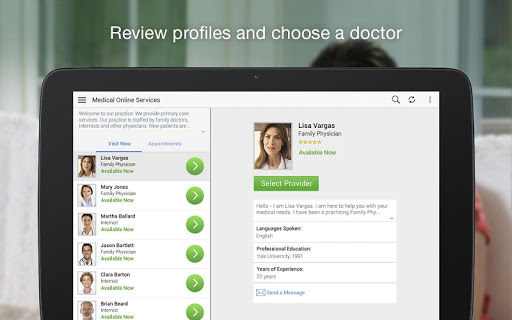 Review profiles and choose a doctor
Medical Online Services
Welcome to our practice. We provide primary care
services. Our practice is staffed by family doctors,
internists and other physicians. New patients are...
Visit Now
Appointments
Lisa Vargas
Family Physician
Available Now
Mary Jones
Family Physician
Available Now
Martha Ballard
Internist
Available Now
Jason Bartlett
Family Physician
Available Now
Clara Barton
Internist
Available Now
Brian Beard
Lisa Vargas
Family Physician
Available Now
Select Provider
Hello - I am Lisa Vargas. I am here to help you with your
medical needs. I have been a practicing Family Phy...
Languages Spoken:
English
Professional Education:
Yale University, 1991
Years of Experience:
22 years
Send a Message